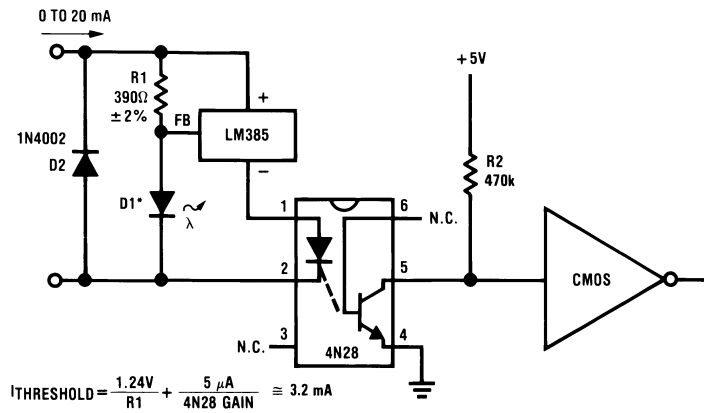 0 TO 20 mA
+5V
R1
390Ω
±2%
FB
+
LM385
−
1N4002
D2
R2
470k
D1*
λ
1
6
N.C.
2
5
CMOS
3
N.C.
4
4N28
ITHRESHOLD = 1.24V / R1 + 5 μA / 4N28 GAIN ≅ 3.2 mA